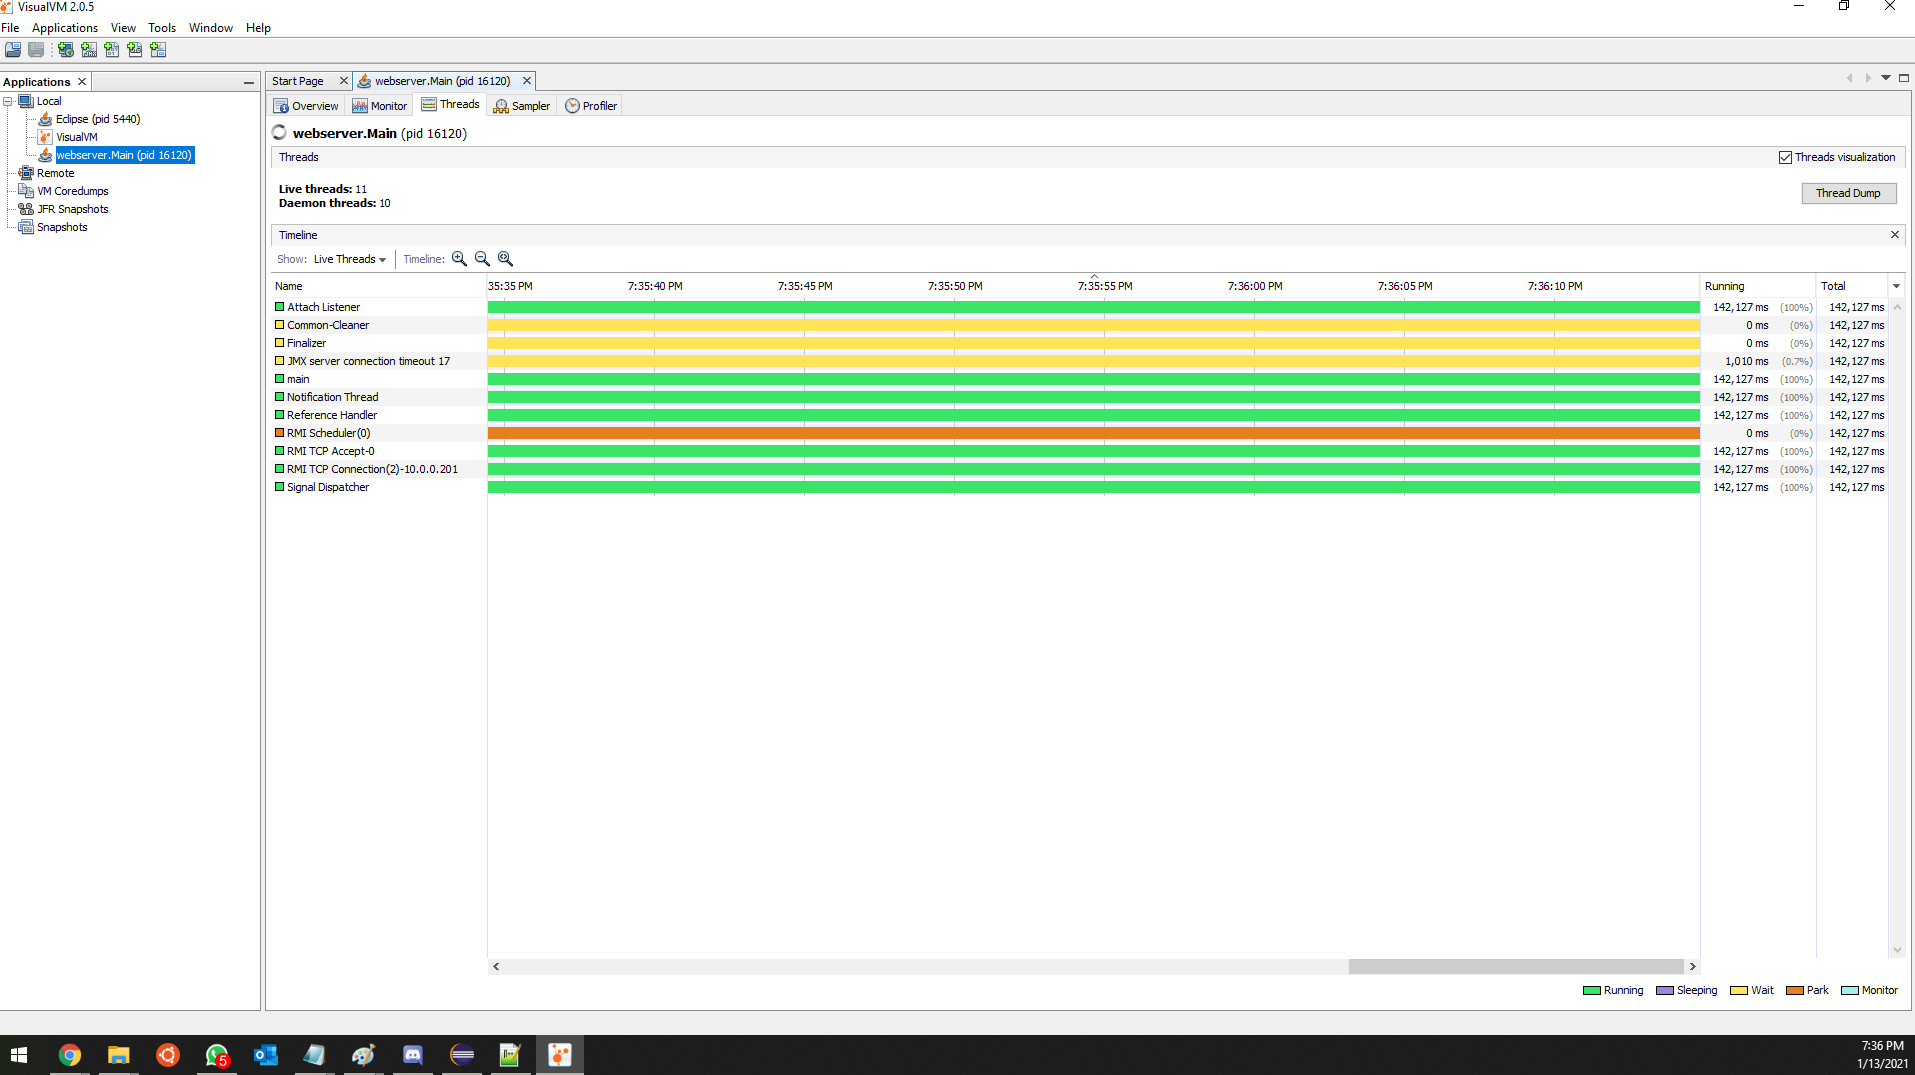 VisualVM 2.0.5
File Applications View Tools Window Help
Applications
Local
Eclipse (pid 5440)
VisualVM
webserver.Main (pid 16120)
Remote
VM Coredumps
JFR Snapshots
Snapshots
Start Page webserver.Main (pid 16120)
Overview Monitor Threads Sampler Profiler
webserver.Main (pid 16120)
Threads Threads visualization
Live threads: 11
Daemon threads: 10
Thread Dump
Timeline
Show: Live Threads Timeline:
Name 35:35 PM 7:35:40 PM 7:35:45 PM 7:35:50 PM 7:35:55 PM 7:36:00 PM 7:36:05 PM 7:36:10 PM Running Total
Attach Listener 142,127 ms (100%) 142,127 ms
Common-Cleaner 0 ms (0%) 142,127 ms
Finalizer 0 ms (0%) 142,127 ms
JMX server connection timeout 17 1,010 ms (0.7%) 142,127 ms
main 142,127 ms (100%) 142,127 ms
Notification Thread 142,127 ms (100%) 142,127 ms
Reference Handler 142,127 ms (100%) 142,127 ms
RMI Scheduler(0) 0 ms (0%) 142,127 ms
RMI TCP Accept-0 142,127 ms (100%) 142,127 ms
RMI TCP Connection(2)-10.0.0.201 142,127 ms (100%) 142,127 ms
Signal Dispatcher 142,127 ms (100%) 142,127 ms
Running Sleeping Wait Park Monitor
5
7:36 PM
1/13/2021